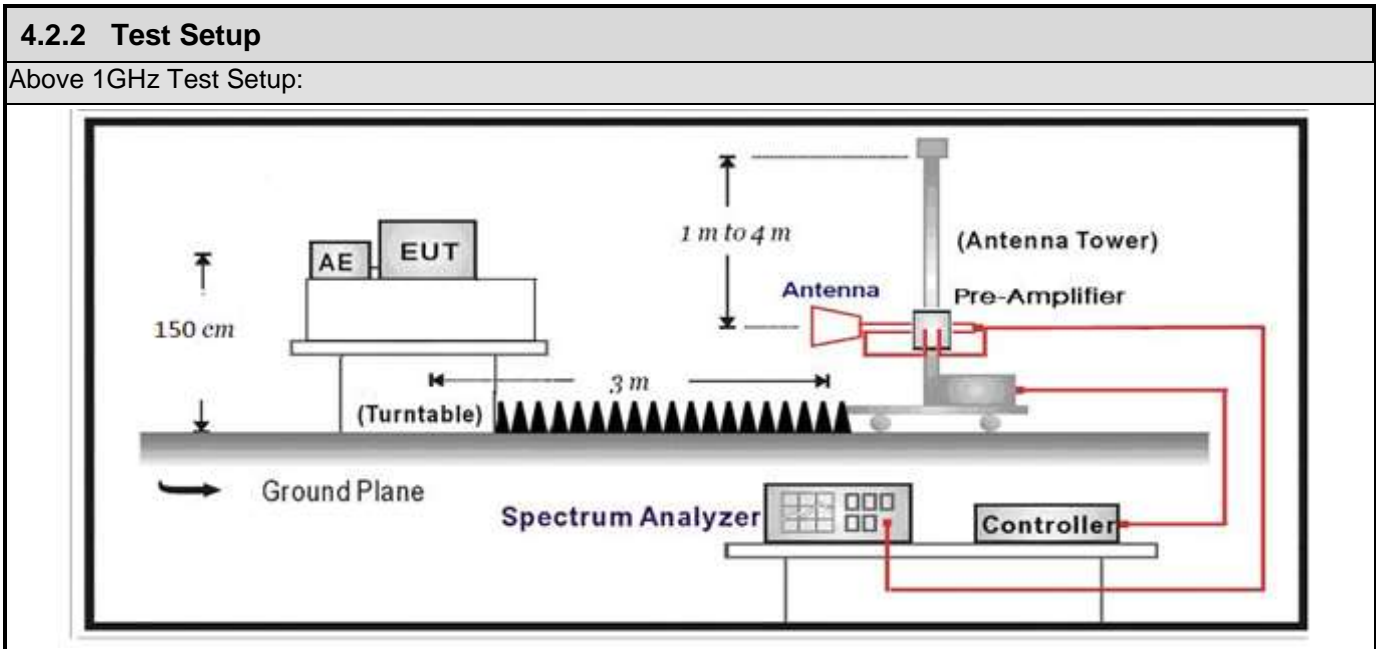 4.2.2 Test Setup
Above 1GHz Test Setup:
AE
EUT
1 m to 4 m
(Antenna Tower)
Antenna
Pre-Amplifier
150 cm
3 m
(Turntable)
Ground Plane
Spectrum Analyzer
Controller